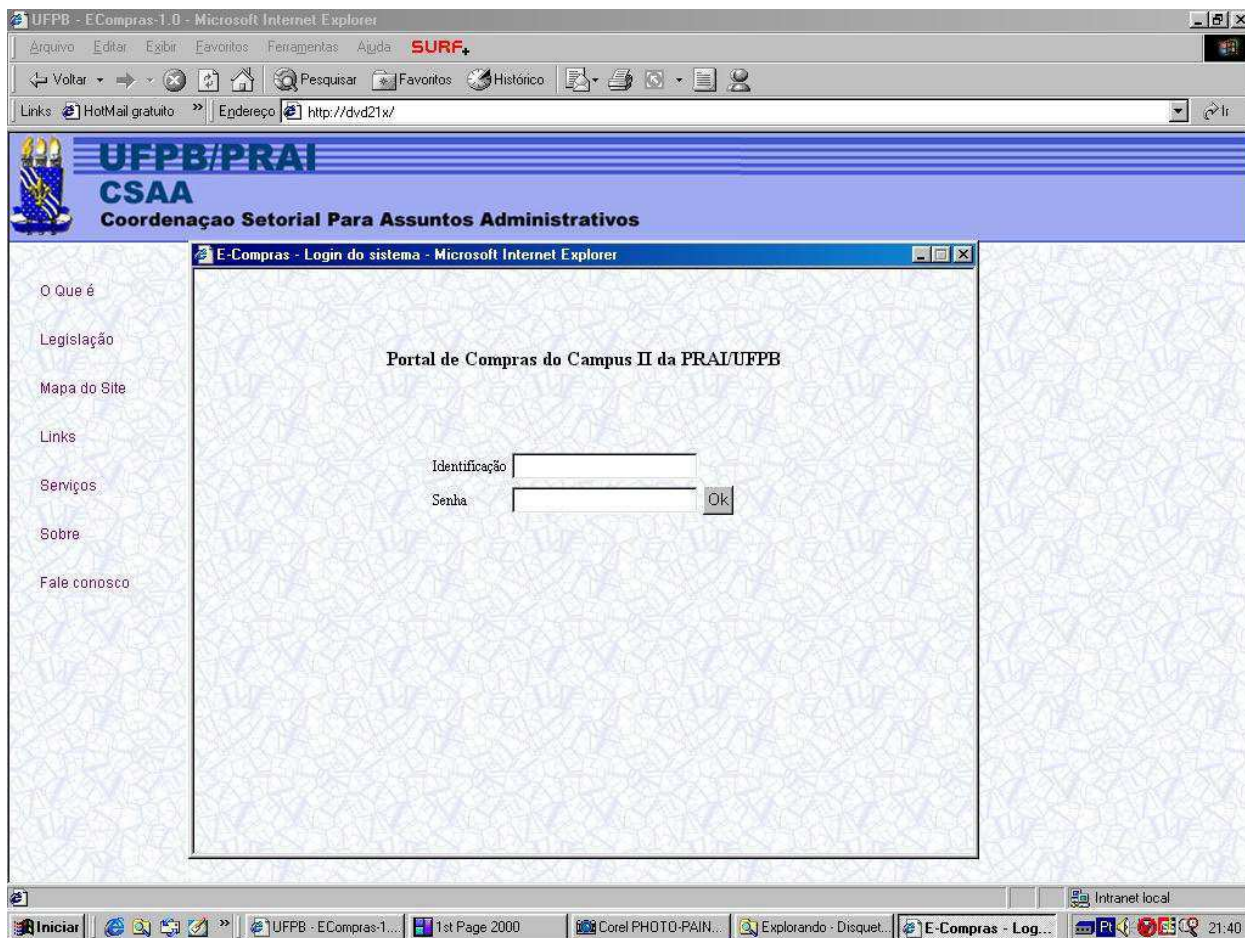 UFPB - ECompras-1.0 - Microsoft Internet Explorer
Arquivo Editar Exibir Favoritos Ferramentas Ajuda SURF+
Voltar Pesquisar Favoritos Histórico
Links HotMail gratuito » Endereço http://dvd21x/ Ir
UFPB/PRAI
CSAA
Coordenaçao Setorial Para Assuntos Administrativos
E-Compras - Login do sistema - Microsoft Internet Explorer
O Que é
Legislação
Mapa do Site
Links
Serviços
Sobre
Fale conosco
Portal de Compras do Campus II da PRAI/UFPB
Identificação
Senha
Ok
Intranet local
Iniciar » UFPB - ECompras-1.... 1st Page 2000 Corel PHOTO-PAIN... Explorando - Disquet... E-Compras - Log... Pt 21:40